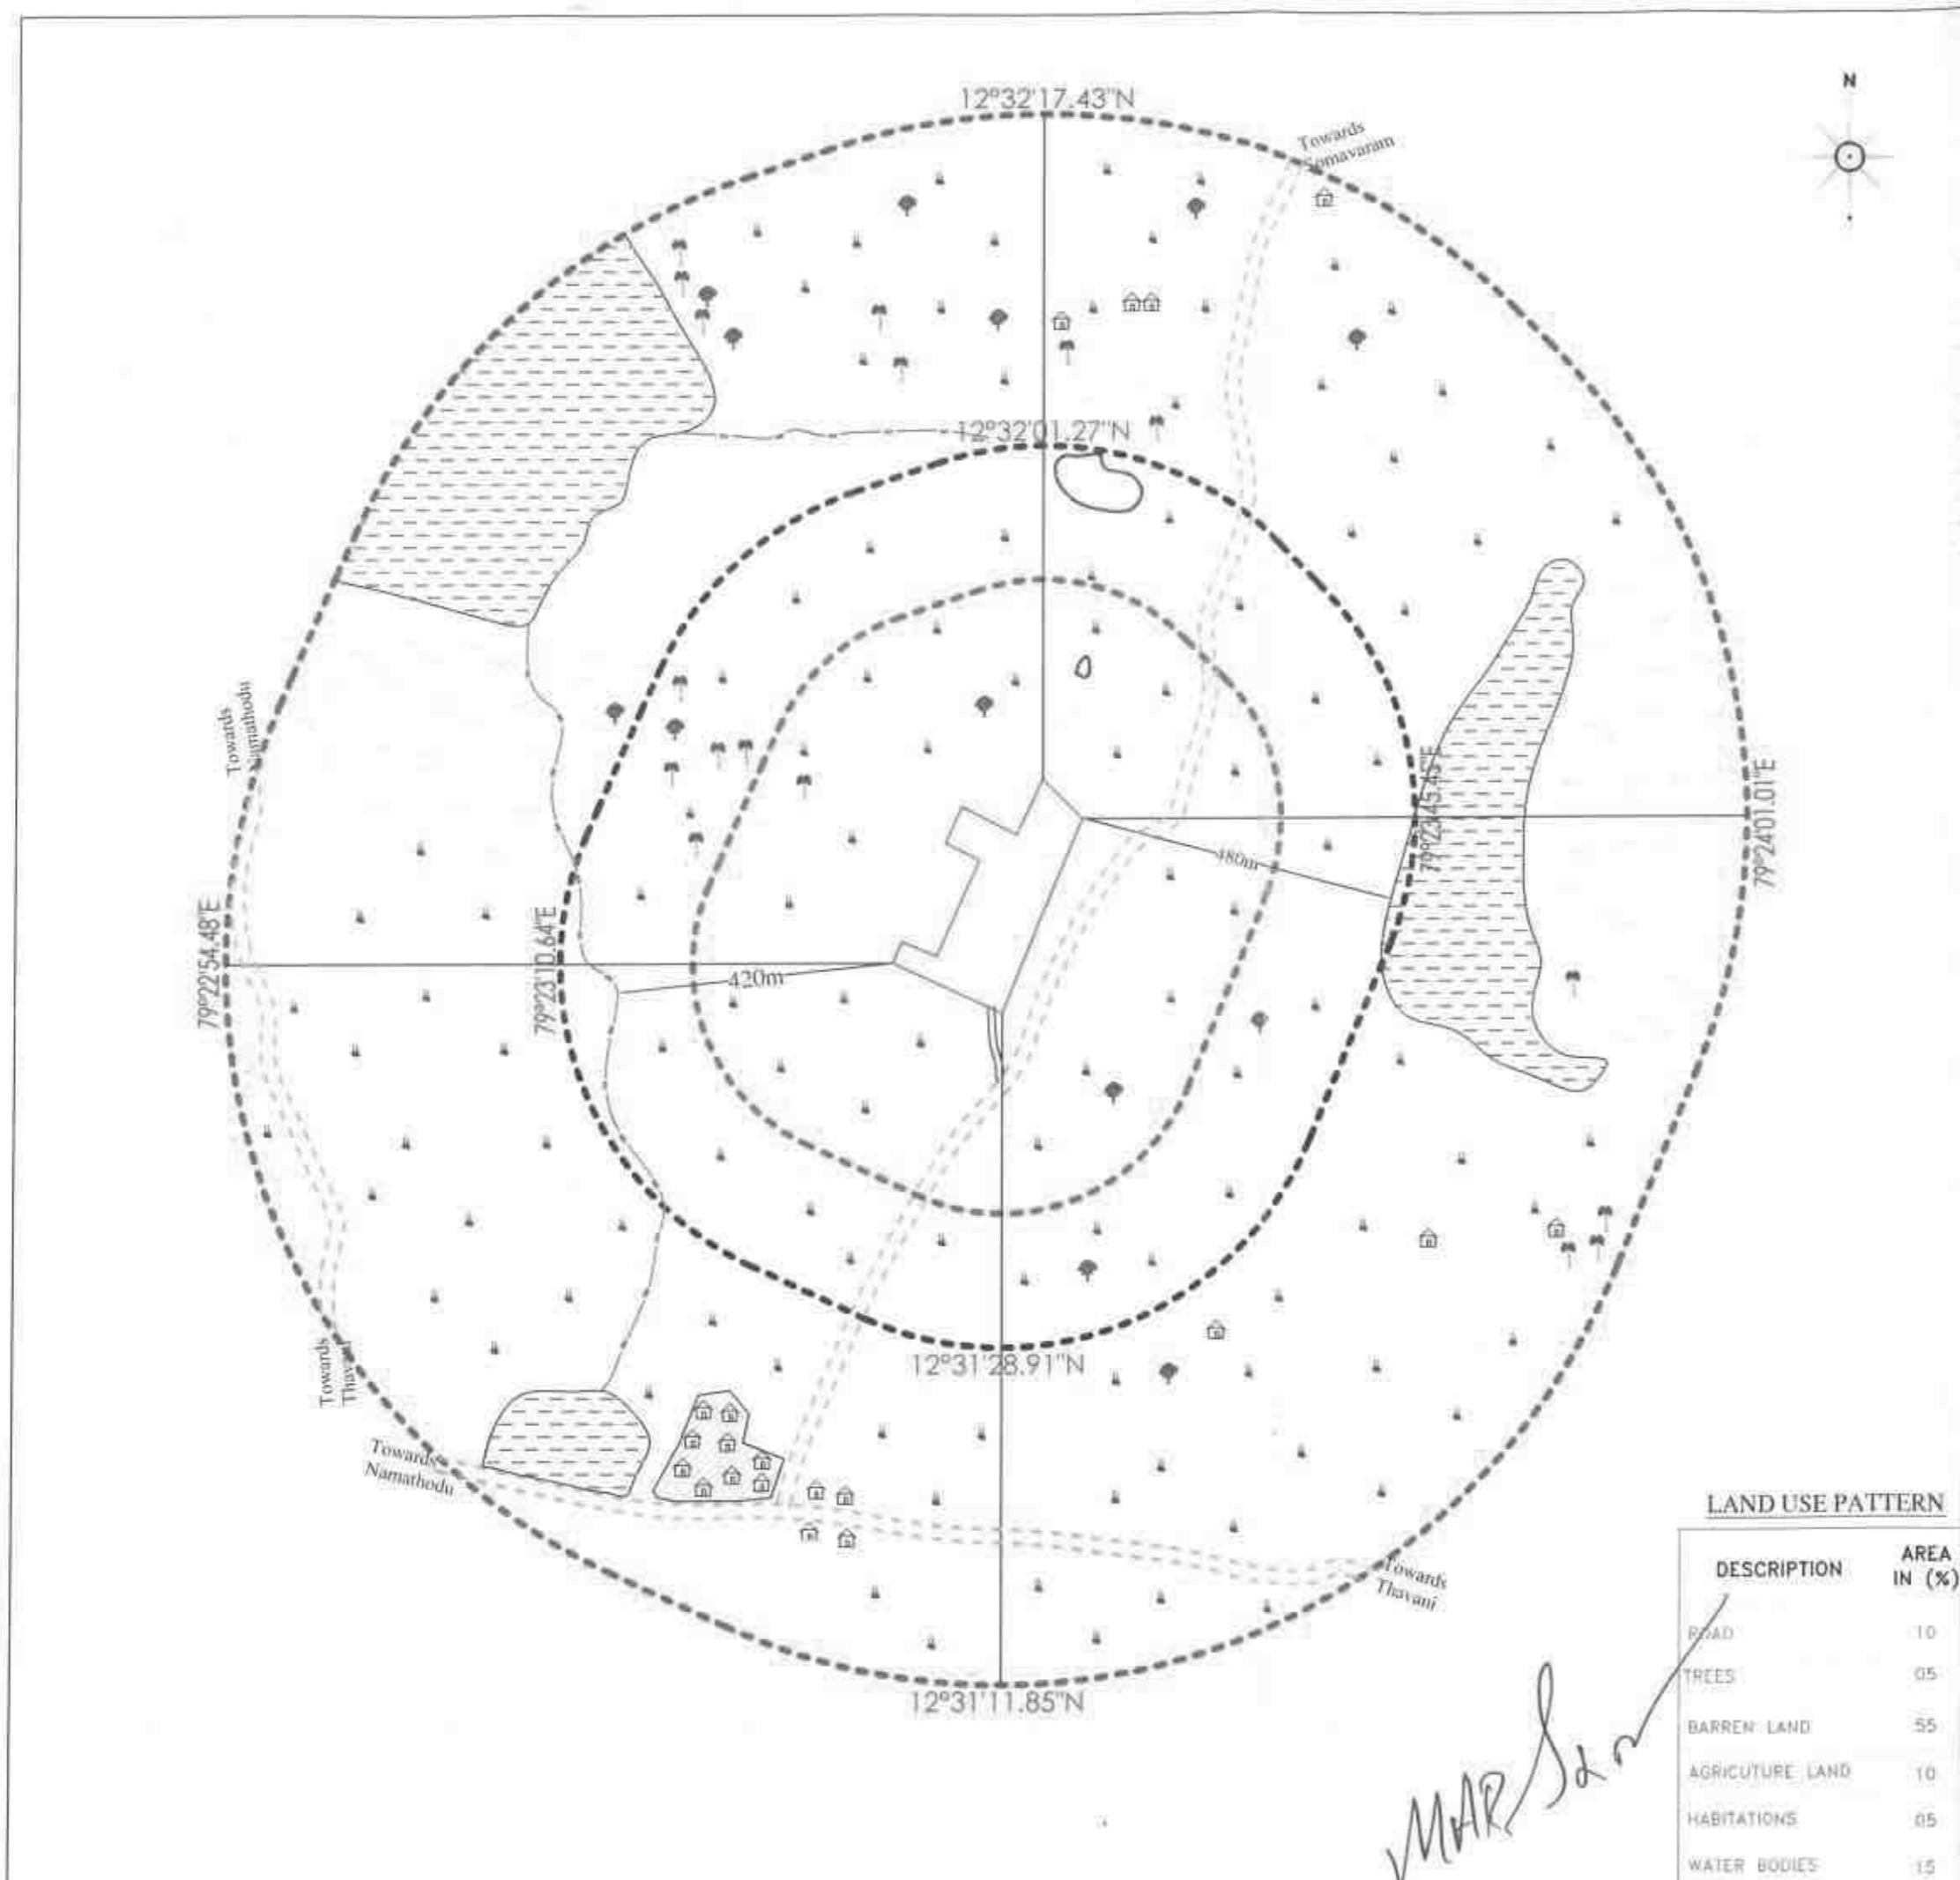 N
12°32'17.43"N
Towards
Somavaram
12°32'01.27"N
Towards
Namathodu
79°23'45.45"E
79°24'01.01"E
480m
79°22'54.48"E
79°23'10.64"E
420m
12°31'28.91"N
Towards
Thavani
Towards
Namathodu
Towards
Thavani
12°31'11.85"N
LAND USE PATTERN
DESCRIPTION AREA
IN (%)
ROAD 10
TREES 05
BARREN LAND 55
AGRICUTURE LAND 10
HABITATIONS 05
WATER BODIES 15